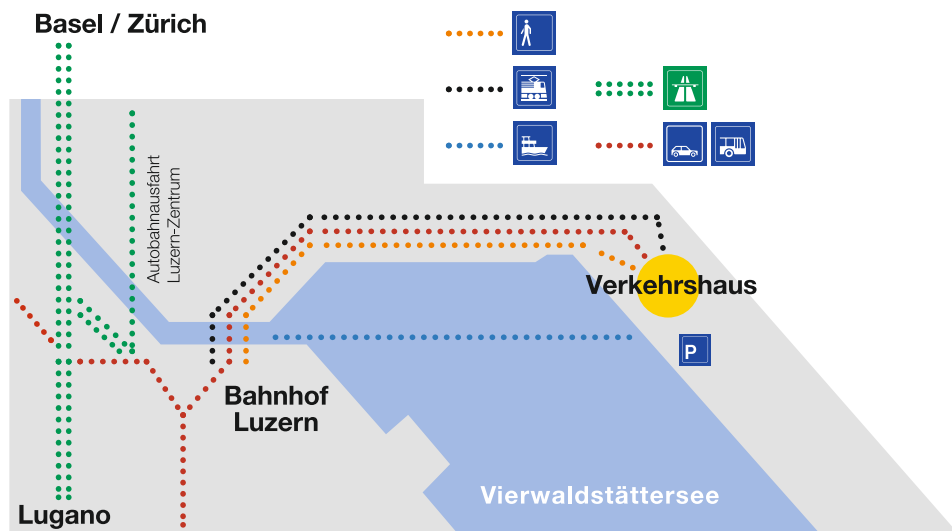 Basel / Zürich
Autobahnausfahrt
Luzern-Zentrum
Verkehrshaus
P
Bahnhof
Luzern
Vierwaldstättersee
Lugano